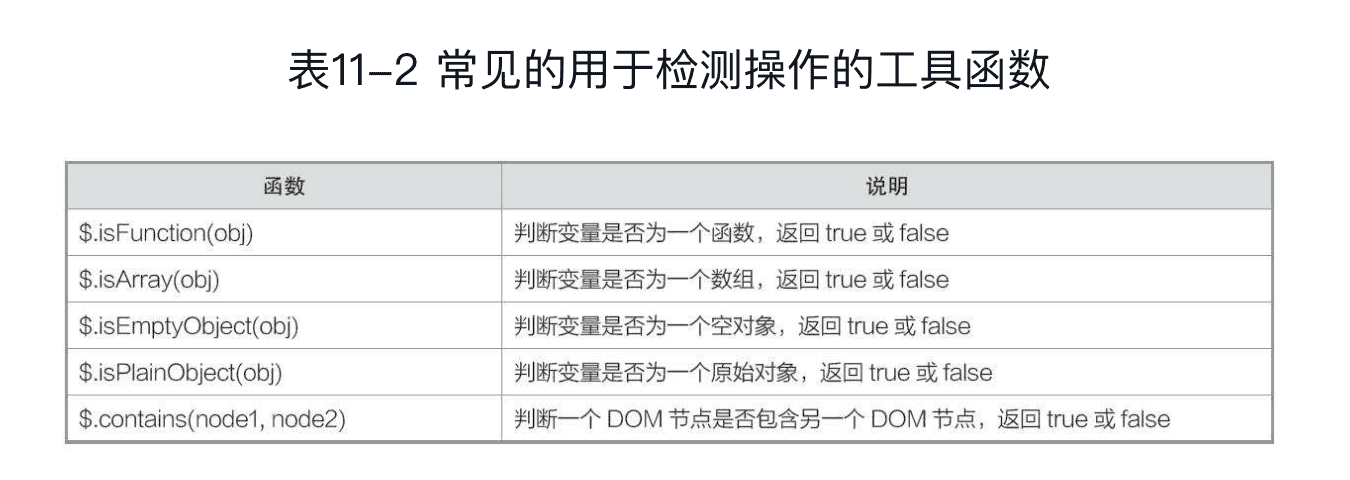 表11-2 常见的用于检测操作的工具函数
函数 说明
$.isFunction(obj) 判断变量是否为一个函数，返回 true 或 false
$.isArray(obj) 判断变量是否为一个数组，返回 true 或 false
$.isEmptyObject(obj) 判断变量是否为一个空对象，返回 true 或 false
$.isPlainObject(obj) 判断变量是否为一个原始对象，返回 true 或 false
$.contains(node1, node2) 判断一个 DOM 节点是否包含另一个 DOM 节点，返回 true 或 false